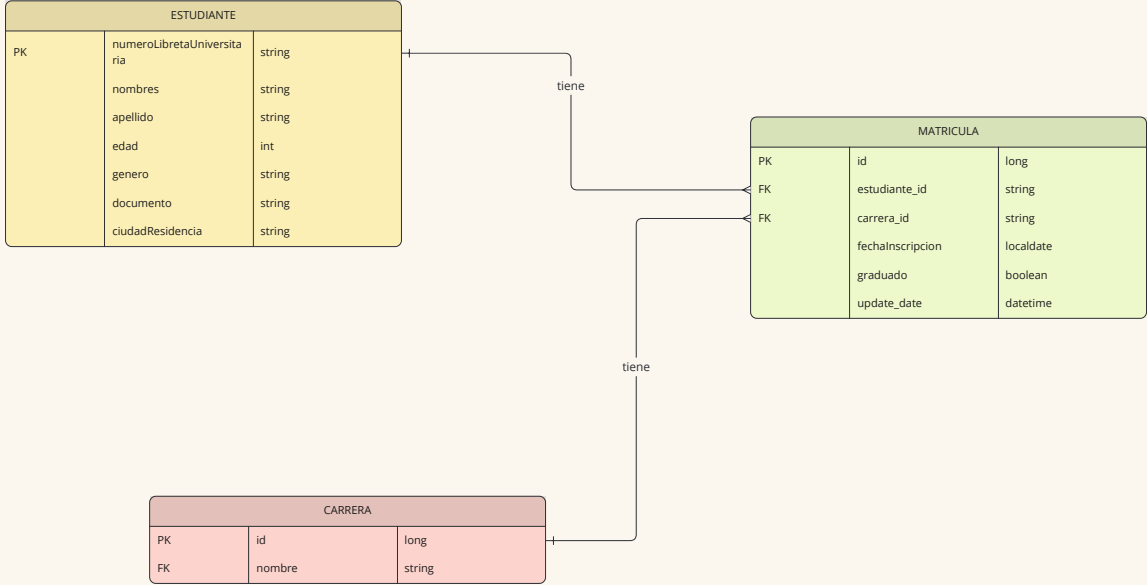 ESTUDIANTE
PK numeroLibretaUniversita
ria string
nombres string
apellido string
edad int
genero string
documento string
ciudadResidencia string
tiene
MATRICULA
PK id long
FK estudiante_id string
FK carrera_id string
fechaInscripcion localdate
graduado boolean
update_date datetime
tiene
CARRERA
PK id long
FK nombre string